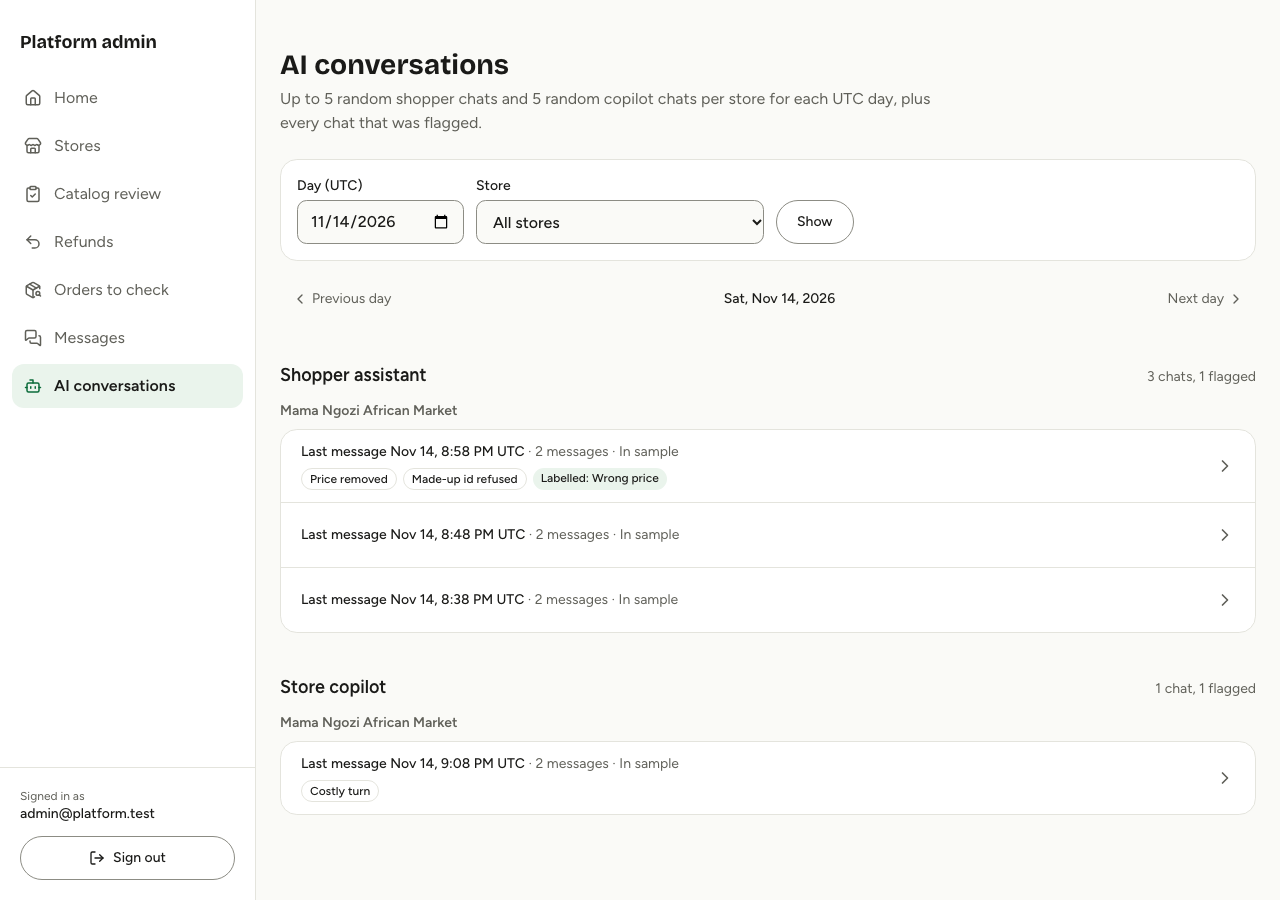 Platform admin
Home
Stores
Catalog review
Refunds
Orders to check
Messages
AI conversations
Signed in as
admin@platform.test
Sign out
AI conversations
Up to 5 random shopper chats and 5 random copilot chats per store for each UTC day, plus
every chat that was flagged.
Day (UTC)
Store
11/14/2026
All stores
Show
Previous day
Sat, Nov 14, 2026
Next day
Shopper assistant
3 chats, 1 flagged
Mama Ngozi African Market
Last message Nov 14, 8:58 PM UTC · 2 messages · In sample
Price removed
Made-up id refused
Labelled: Wrong price
Last message Nov 14, 8:48 PM UTC · 2 messages · In sample
Last message Nov 14, 8:38 PM UTC · 2 messages · In sample
Store copilot
1 chat, 1 flagged
Mama Ngozi African Market
Last message Nov 14, 9:08 PM UTC · 2 messages · In sample
Costly turn